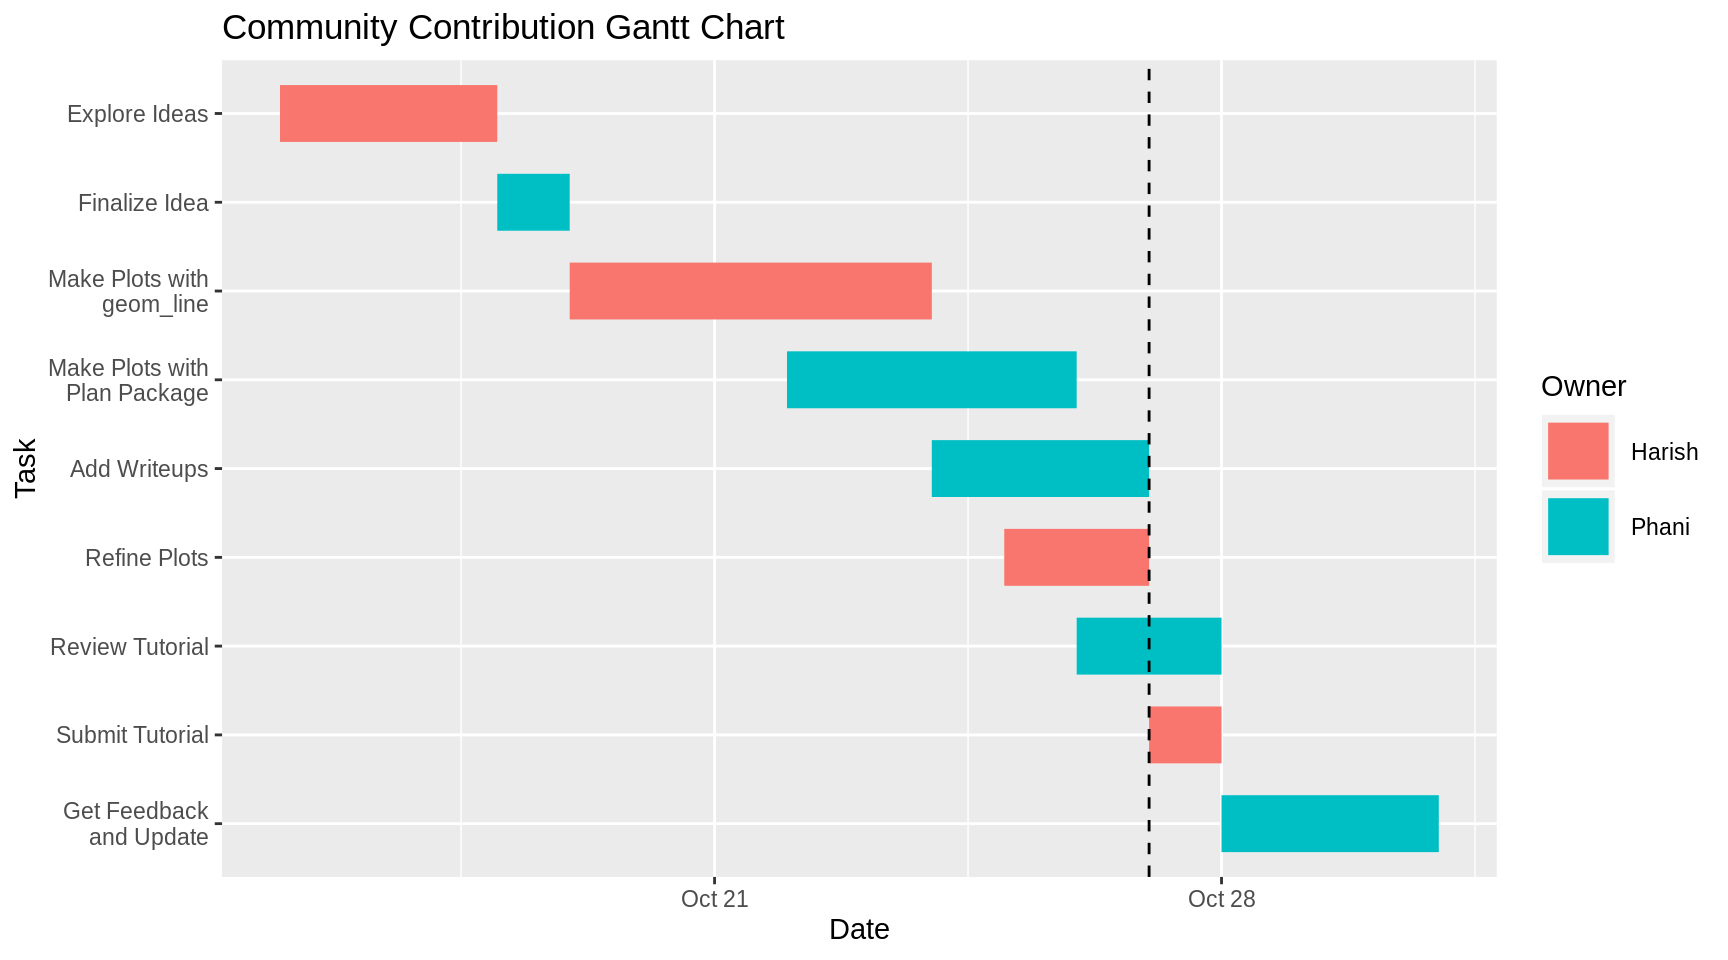 Community Contribution Gantt Chart
Explore Ideas
Finalize Idea
Make Plots with
geom_line
Make Plots with
Plan Package
Add Writeups
Refine Plots
Review Tutorial
Submit Tutorial
Get Feedback
and Update
Task
Oct 21
Oct 28
Date
Owner
Harish
Phani